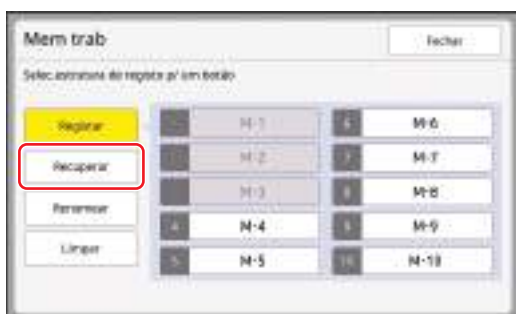 Mem trab
Fechar
Selec estrutura de registo p/ um botão
Registar
Recuperar
Renomear
Limpar
M-1
M-2
M-3
4 M-4
5 M-5
6 M-6
7 M-7
8 M-8
9 M-9
10 M-10